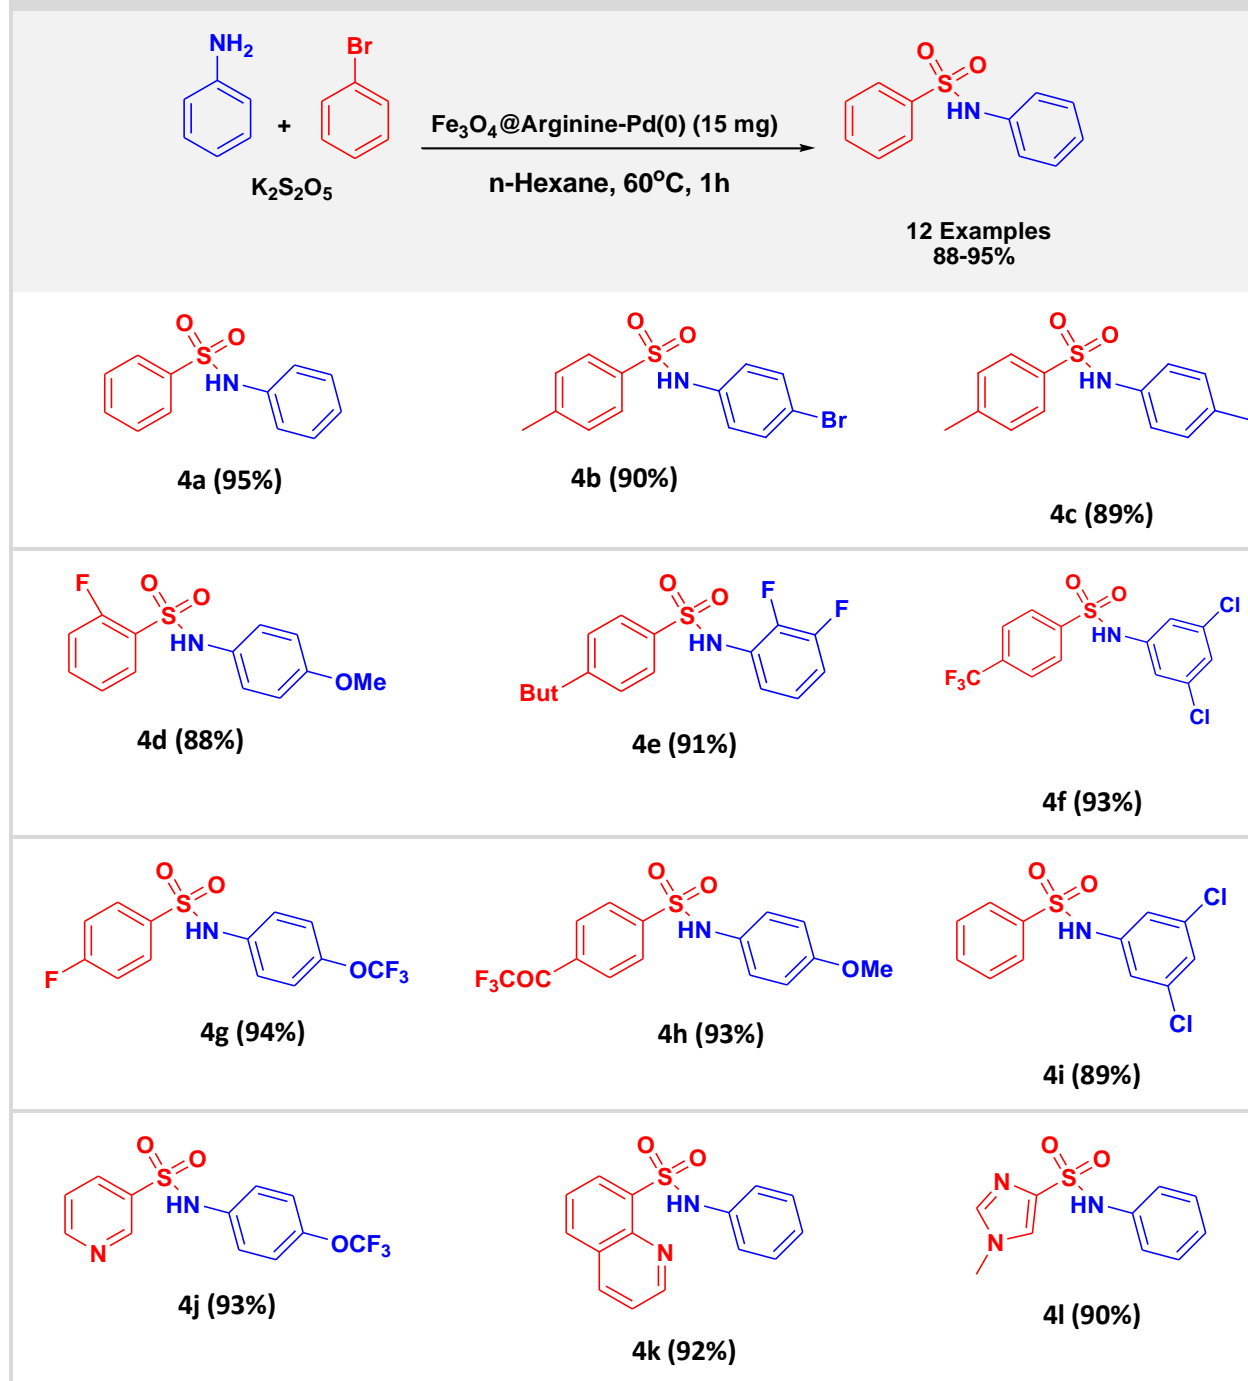 NH2
Br
+
K2S2O5
Fe3O4@Arginine-Pd(0) (15 mg)
n-Hexane, 60oC, 1h
O
O
S
HN
12 Examples
88-95%
O
O
S
HN
4a (95%)
O
O
S
HN
Br
4b (90%)
O
O
S
HN
4c (89%)
F
O
O
S
HN
OMe
4d (88%)
O
O
S
HN
F
F
But
4e (91%)
O
O
S
HN
Cl
F3C
Cl
4f (93%)
O
O
S
HN
F
OCF3
4g (94%)
O
O
S
HN
F3COC
OMe
4h (93%)
O
O
S
HN
Cl
Cl
4i (89%)
O
O
S
HN
N
OCF3
4j (93%)
O
O
S
HN
N
4k (92%)
O
O
S
N
HN
N
4l (90%)